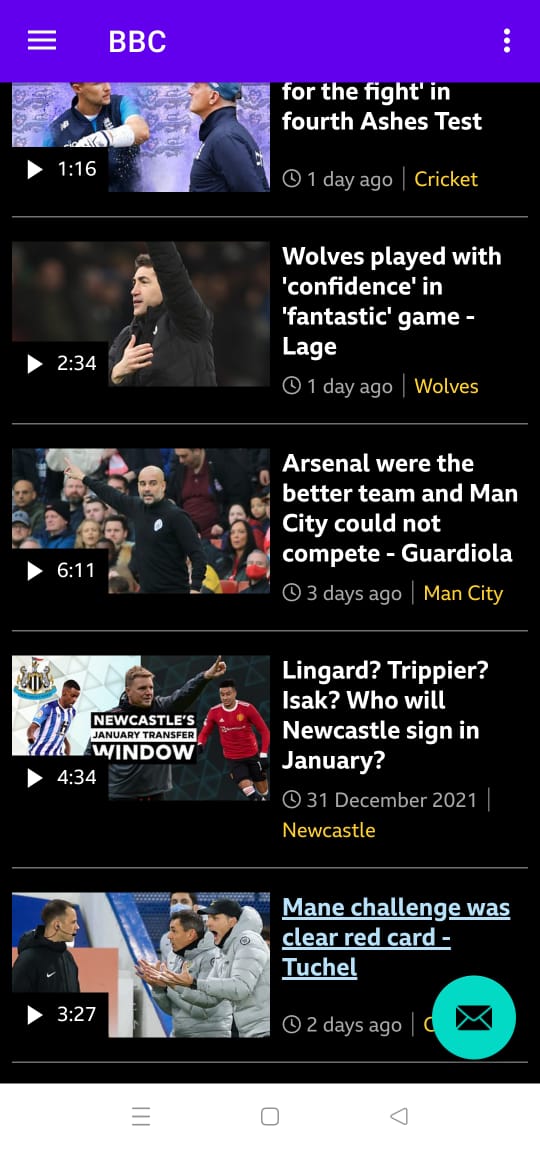 BBC
for the fight' in
fourth Ashes Test
1:16
1 day ago | Cricket
Wolves played with
'confidence' in
'fantastic' game -
Lage
2:34
1 day ago | Wolves
Arsenal were the
better team and Man
City could not
compete - Guardiola
6:11
3 days ago | Man City
Lingard? Trippier?
Isak? Who will
Newcastle sign in
January?
NEWCASTLE'S
JANUARY TRANSFER
WINDOW
4:34
31 December 2021 |
Newcastle
Mane challenge was
clear red card -
Tuchel
3:27
2 days ago |